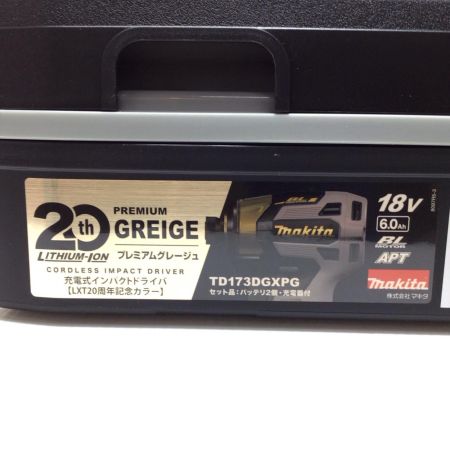 20th
LITHIUM-ION
PREMIUM
GREIGE
プレミアムグレージュ
CORDLESS IMPACT DRIVER
充電式インパクトドライバ
【LXT20周年記念カラー】
BL
makita
TD173DGXPG
セット品：バッテリ2個・充電器付
18V
6.0Ah
BL
MOTOR
APT
makita
株式会社マキタ